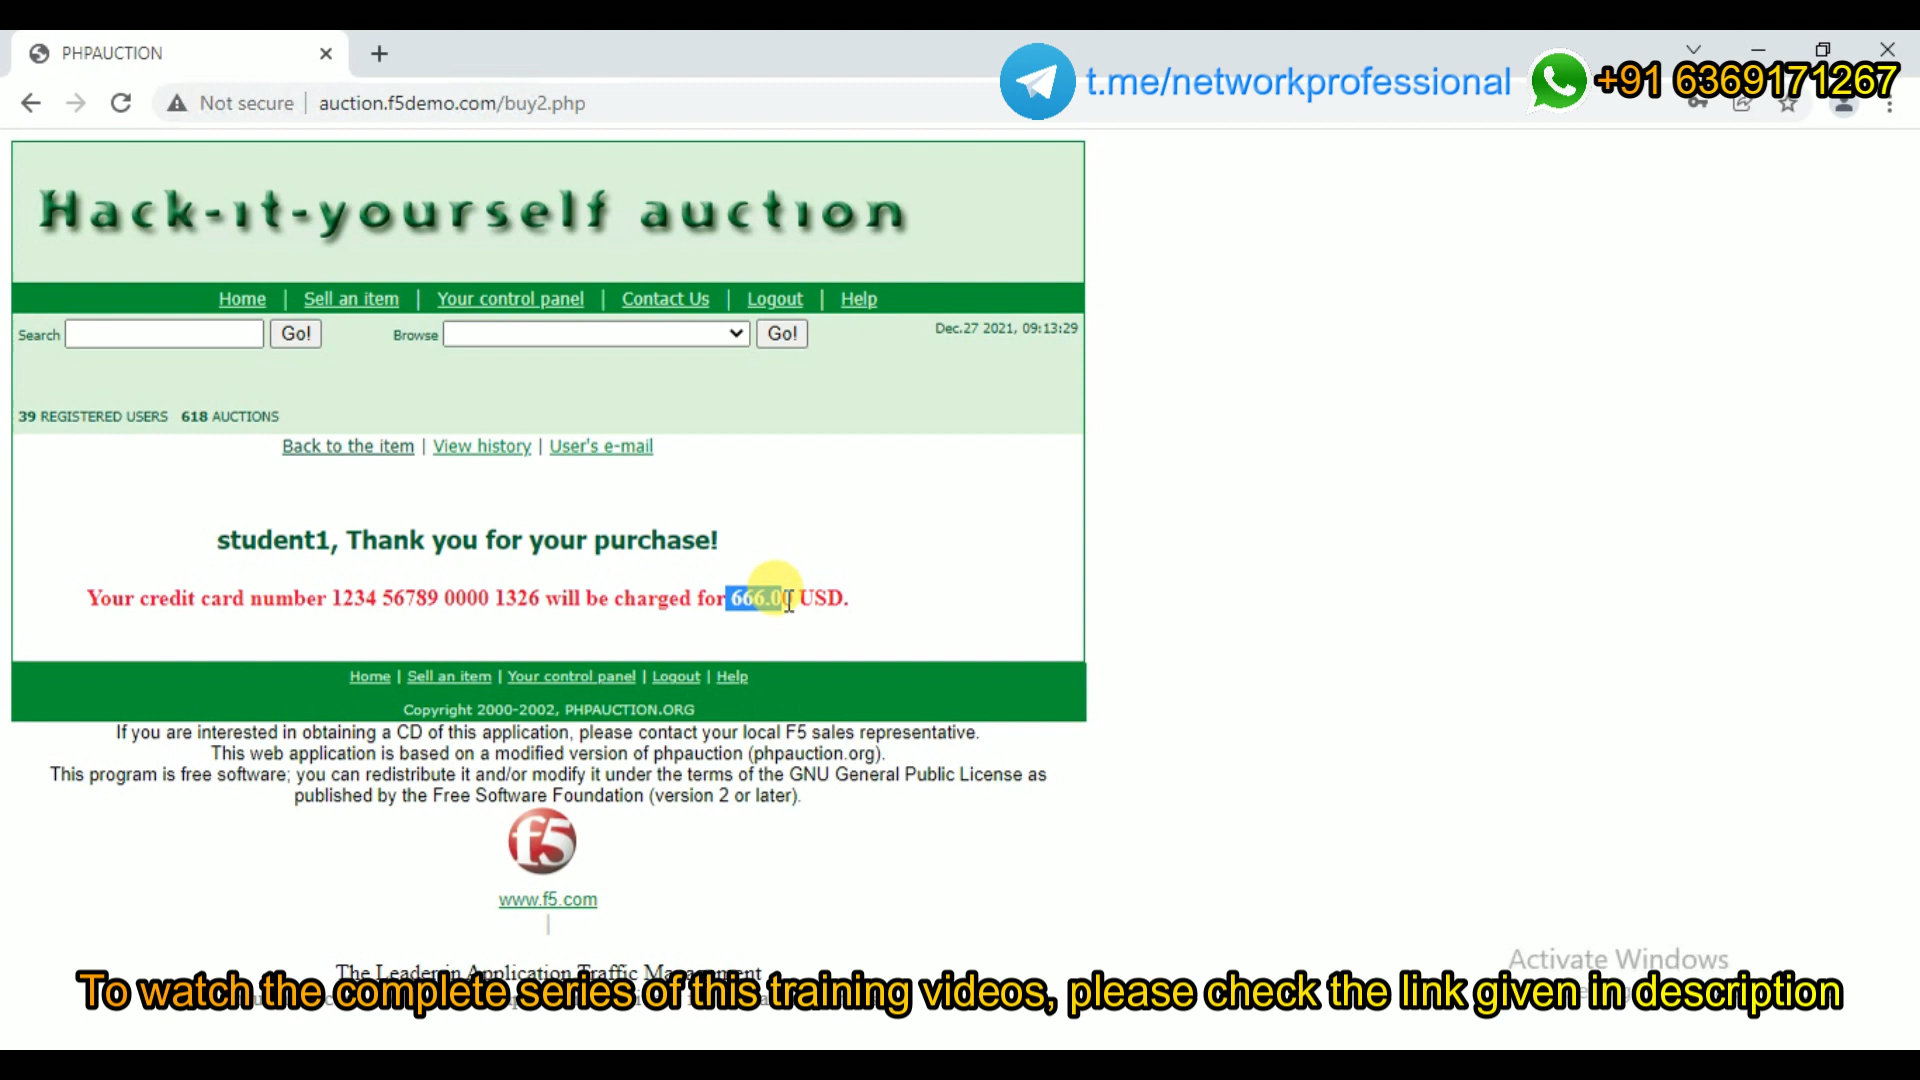 PHPAUCTION
t.me/networkprofessional
+91 6369171267
Not secure
auction.f5demo.com/buy2.php
Hack-it-yourself auction
Home | Sell an item | Your control panel | Contact Us | Logout | Help
Search Go! Browse Go! Dec.27 2021, 09:13:29
39 REGISTERED USERS 618 AUCTIONS
Back to the item | View history | User's e-mail
student1, Thank you for your purchase!
Your credit card number 1234 56789 0000 1326 will be charged for 666.00 USD.
Home | Sell an item | Your control panel | Logout | Help
Copyright 2000-2002, PHPAUCTION.ORG
If you are interested in obtaining a CD of this application, please contact your local F5 sales representative.
This web application is based on a modified version of phpauction (phpauction.org).
This program is free software; you can redistribute it and/or modify it under the terms of the GNU General Public License as
published by the Free Software Foundation (version 2 or later).
f5
www.f5.com
|
Activate Windows
The Leader in Application Traffic Management
To watch the complete series of this training videos, please check the link given in description